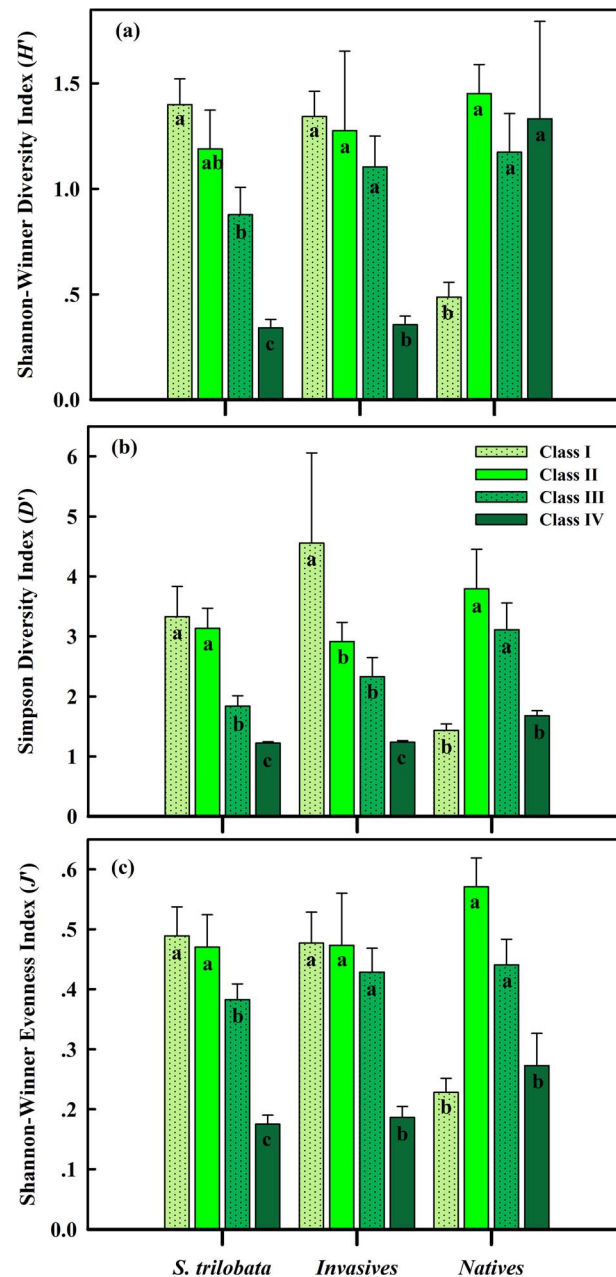 (a)
Shannon-Winner Diversity Index (H')
1.5
1.0
.5
0.0
a
ab
b
c
a
a
a
b
b
a
a
a
(b)
Simpson Diversity Index (D')
6
5
4
3
2
1
0
Class I
Class II
Class III
Class IV
a
a
b
c
a
b
b
c
b
a
a
b
(c)
Shannon-Winner Evenness Index (J')
.6
.5
.4
.3
.2
.1
0.0
a
a
b
c
a
a
a
b
b
a
a
b
S. trilobata Invasives Natives